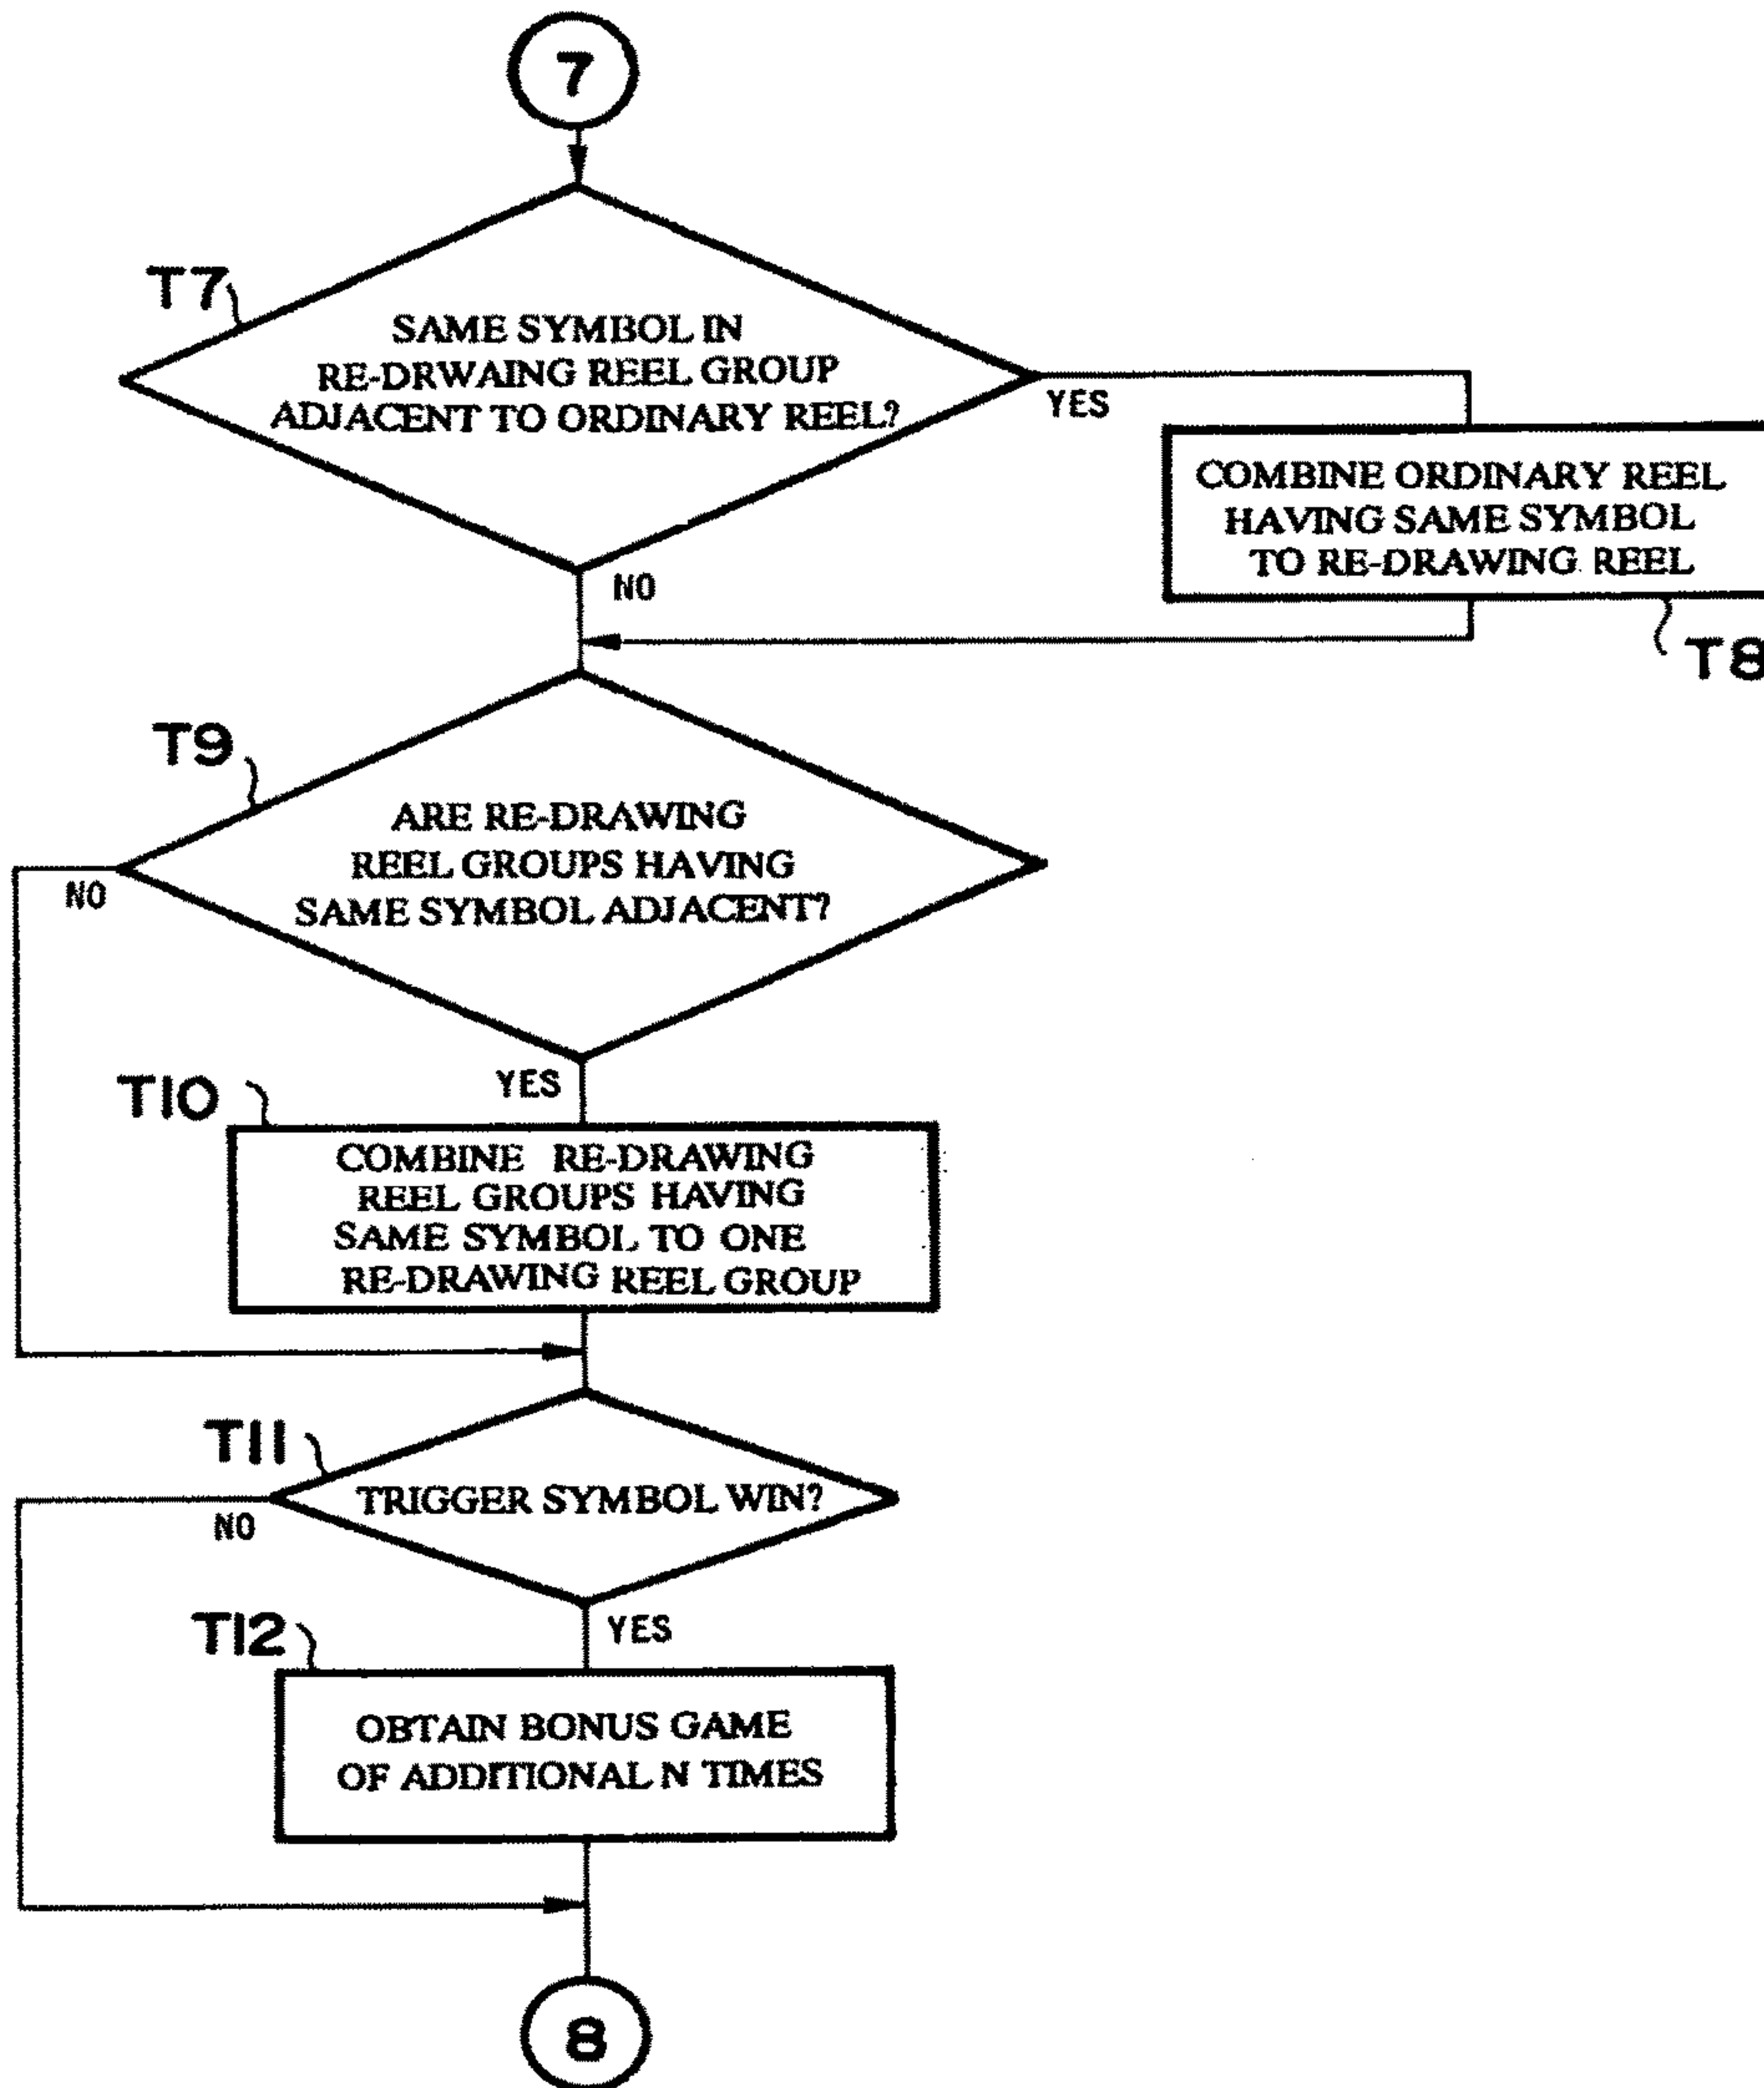 7
T7
SAME SYMBOL IN
RE-DRWAING REEL GROUP
ADJACENT TO ORDINARY REEL?
YES
COMBINE ORDINARY REEL
HAVING SAME SYMBOL
TO RE-DRAWING REEL
NO
T8
T9
ARE RE-DRAWING
REEL GROUPS HAVING
SAME SYMBOL ADJACENT?
NO
YES
T10
COMBINE RE-DRAWING
REEL GROUPS HAVING
SAME SYMBOL TO ONE
RE-DRAWING REEL GROUP
T11
TRIGGER SYMBOL WIN?
NO
YES
T12
OBTAIN BONUS GAME
OF ADDITIONAL N TIMES
8